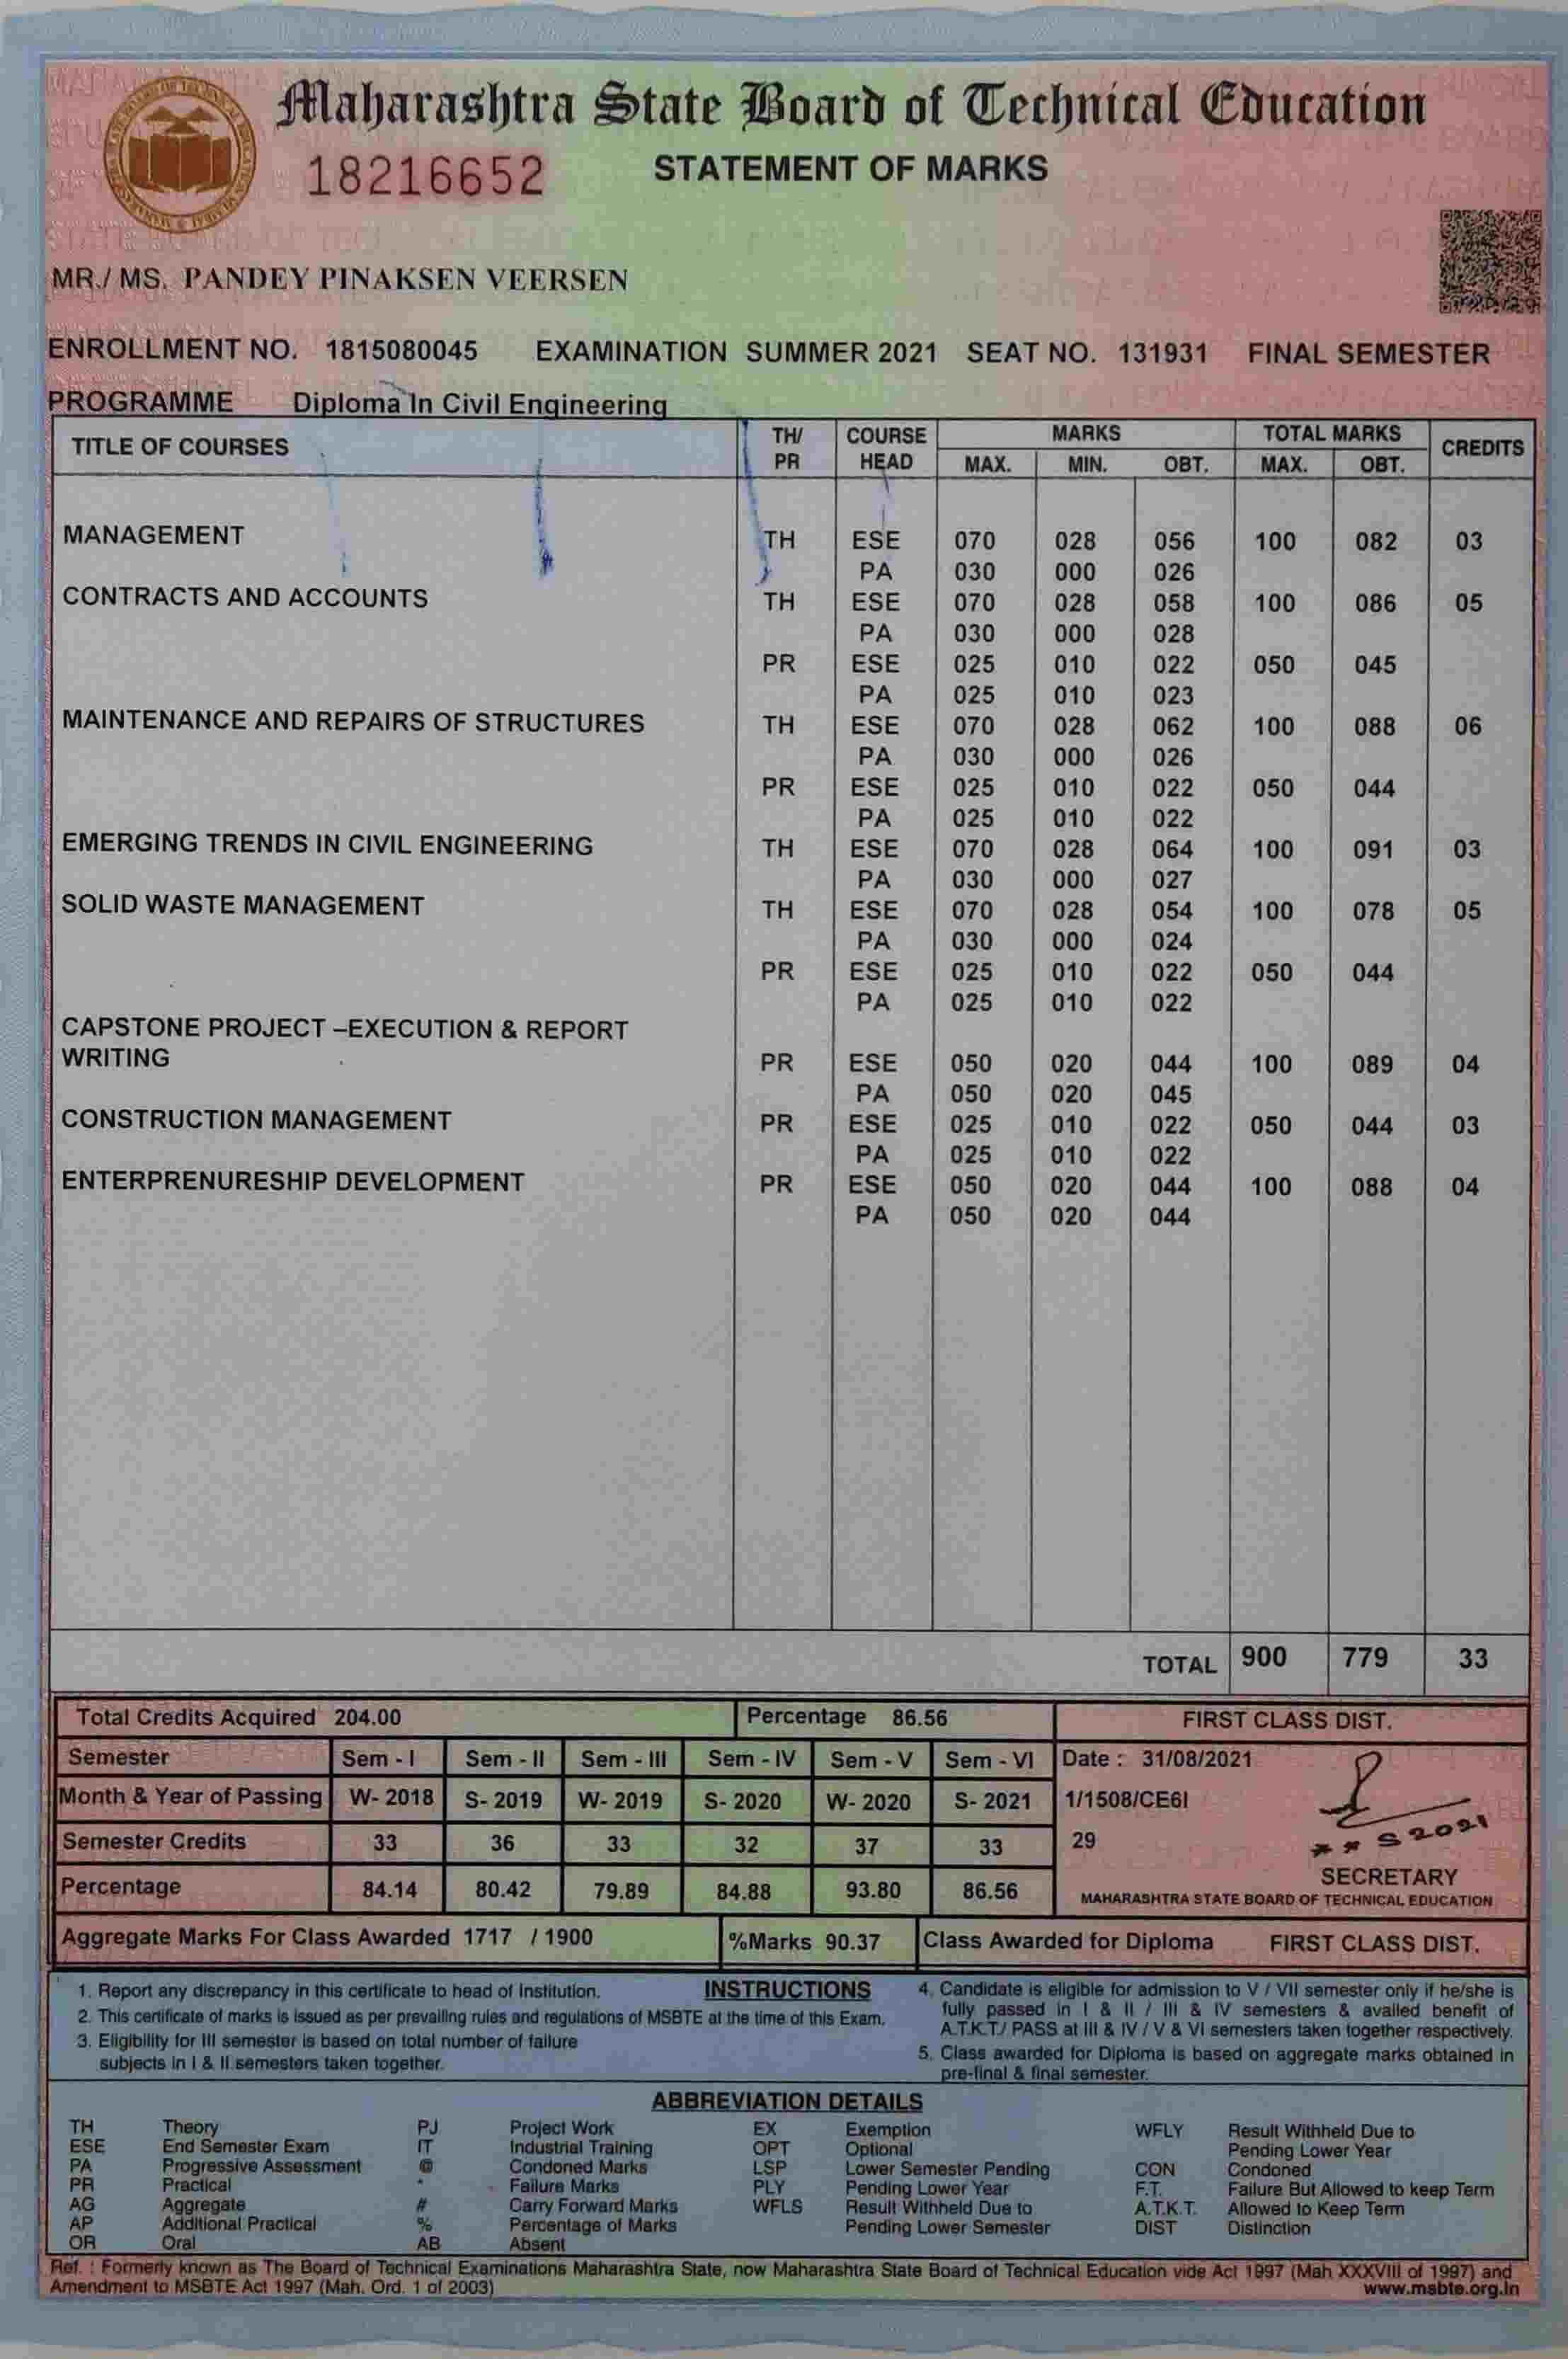 Maharashtra State Board of Technical Education
18216652 STATEMENT OF MARKS
MR./ MS. PANDEY PINAKSEN VEERSEN
ENROLLMENT NO. 1815080045 EXAMINATION SUMMER 2021 SEAT NO. 131931 FINAL SEMESTER
PROGRAMME Diploma In Civil Engineering
TITLE OF COURSES TH/ PR COURSE HEAD MARKS TOTAL MARKS CREDITS
MAX. MIN. OBT. MAX. OBT.
MANAGEMENT TH ESE 070 028 056 100 082 03
PA 030 000 026
CONTRACTS AND ACCOUNTS TH ESE 070 028 058 100 086 05
PA 030 000 028
PR ESE 025 010 022 050 045
PA 025 010 023
MAINTENANCE AND REPAIRS OF STRUCTURES TH ESE 070 028 062 100 088 06
PA 030 000 026
PR ESE 025 010 022 050 044
PA 025 010 022
EMERGING TRENDS IN CIVIL ENGINEERING TH ESE 070 028 064 100 091 03
PA 030 000 027
SOLID WASTE MANAGEMENT TH ESE 070 028 054 100 078 05
PA 030 000 024
PR ESE 025 010 022 050 044
PA 025 010 022
CAPSTONE PROJECT –EXECUTION & REPORT
WRITING PR ESE 050 020 044 100 089 04
PA 050 020 045
CONSTRUCTION MANAGEMENT PR ESE 025 010 022 050 044 03
PA 025 010 022
ENTERPRENURESHIP DEVELOPMENT PR ESE 050 020 044 100 088 04
PA 050 020 044
TOTAL 900 779 33
Total Credits Acquired 204.00 Percentage 86.56 FIRST CLASS DIST.
Semester Sem - I Sem - II Sem - III Sem - IV Sem - V Sem - VI Date : 31/08/2021
Month & Year of Passing W- 2018 S- 2019 W- 2019 S- 2020 W- 2020 S- 2021 1/1508/CE6I
Semester Credits 33 36 33 32 37 33 29
S2021
SECRETARY
Percentage 84.14 80.42 79.89 84.88 93.80 86.56 MAHARASHTRA STATE BOARD OF TECHNICAL EDUCATION
Aggregate Marks For Class Awarded 1717 / 1900 %Marks 90.37 Class Awarded for Diploma FIRST CLASS DIST.
INSTRUCTIONS
1. Report any discrepancy in this certificate to head of Institution.
2. This certificate of marks is issued as per prevailing rules and regulations of MSBTE at the time of this Exam.
3. Eligibility for III semester is based on total number of failure
subjects in I & II semesters taken together.
4. Candidate is eligible for admission to V / VII semester only if he/she is
fully passed in I & II / III & IV semesters & availed benefit of
A.T.K.T./ PASS at III & IV / V & VI semesters taken together respectively.
5. Class awarded for Diploma is based on aggregate marks obtained in
pre-final & final semester.
ABBREVIATION DETAILS
TH Theory PJ Project Work EX Exemption WFLY Result Withheld Due to
ESE End Semester Exam IT Industrial Training OPT Optional Pending Lower Year
PA Progressive Assessment @ Condoned Marks LSP Lower Semester Pending CON Condoned
PR Practical * Failure Marks PLY Pending Lower Year F.T. Failure But Allowed to keep Term
AG Aggregate # Carry Forward Marks WFLS Result Withheld Due to A.T.K.T. Allowed to Keep Term
AP Additional Practical % Percentage of Marks Pending Lower Semester DIST Distinction
OR Oral AB Absent
Ref. : Formerly known as The Board of Technical Examinations Maharashtra State, now Maharashtra State Board of Technical Education vide Act 1997 (Mah XXXVIII of 1997) and
Amendment to MSBTE Act 1997 (Mah. Ord. 1 of 2003) www.msbte.org.in